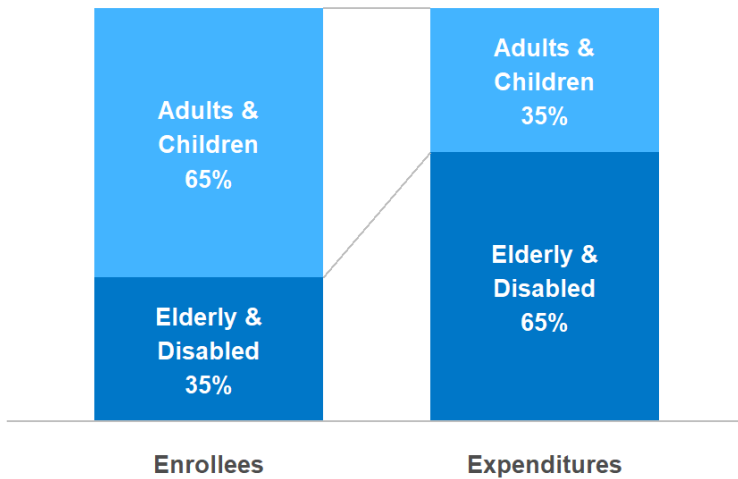 Adults &
Children
65%
Elderly &
Disabled
35%
Adults &
Children
35%
Elderly &
Disabled
65%
Enrollees
Expenditures